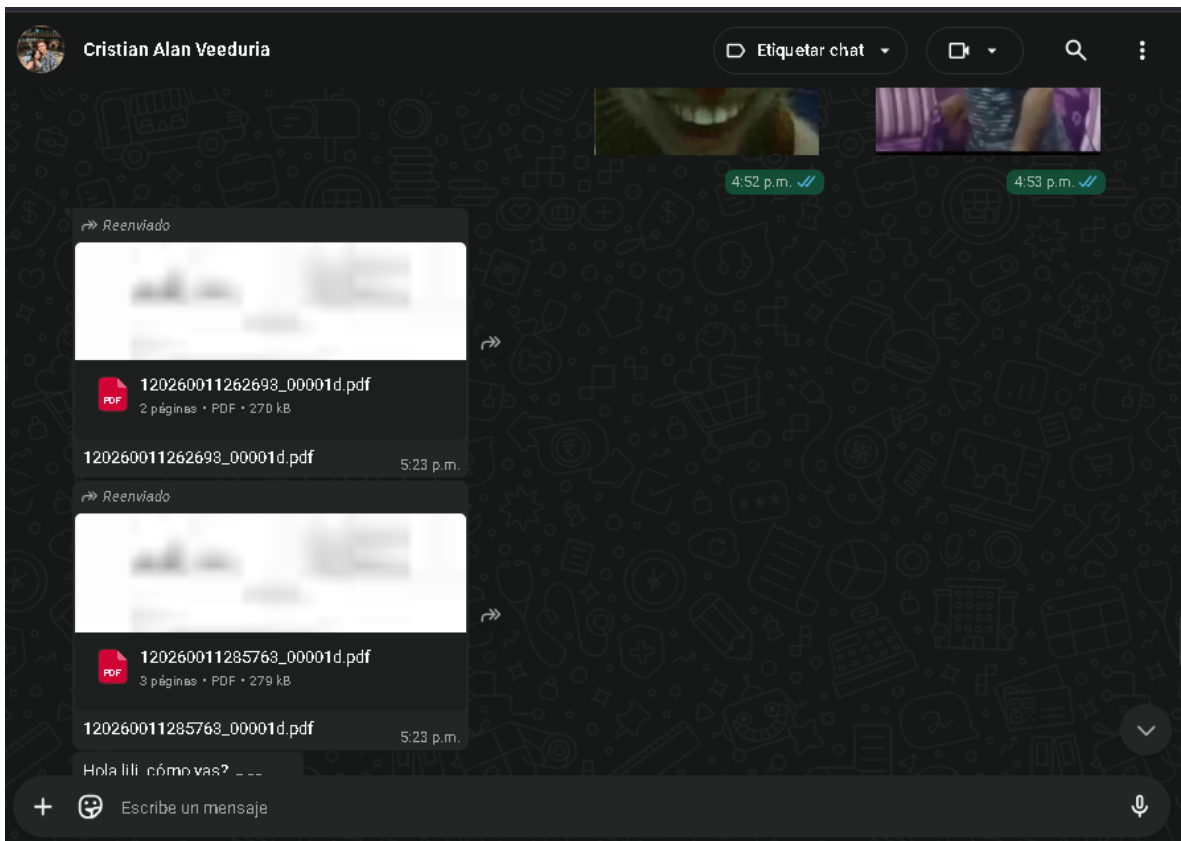 Cristian Alan Veeduria
Etiquetar chat
4:52 p.m.
4:53 p.m.
Reenviado
PDF
120260011262693_00001d.pdf
2 páginas • PDF • 270 kB
120260011262693_00001d.pdf
5:23 p.m.
Reenviado
PDF
120260011285763_00001d.pdf
3 páginas • PDF • 279 kB
120260011285763_00001d.pdf
5:23 p.m.
Hola lili, cómo vas?
Escribe un mensaje